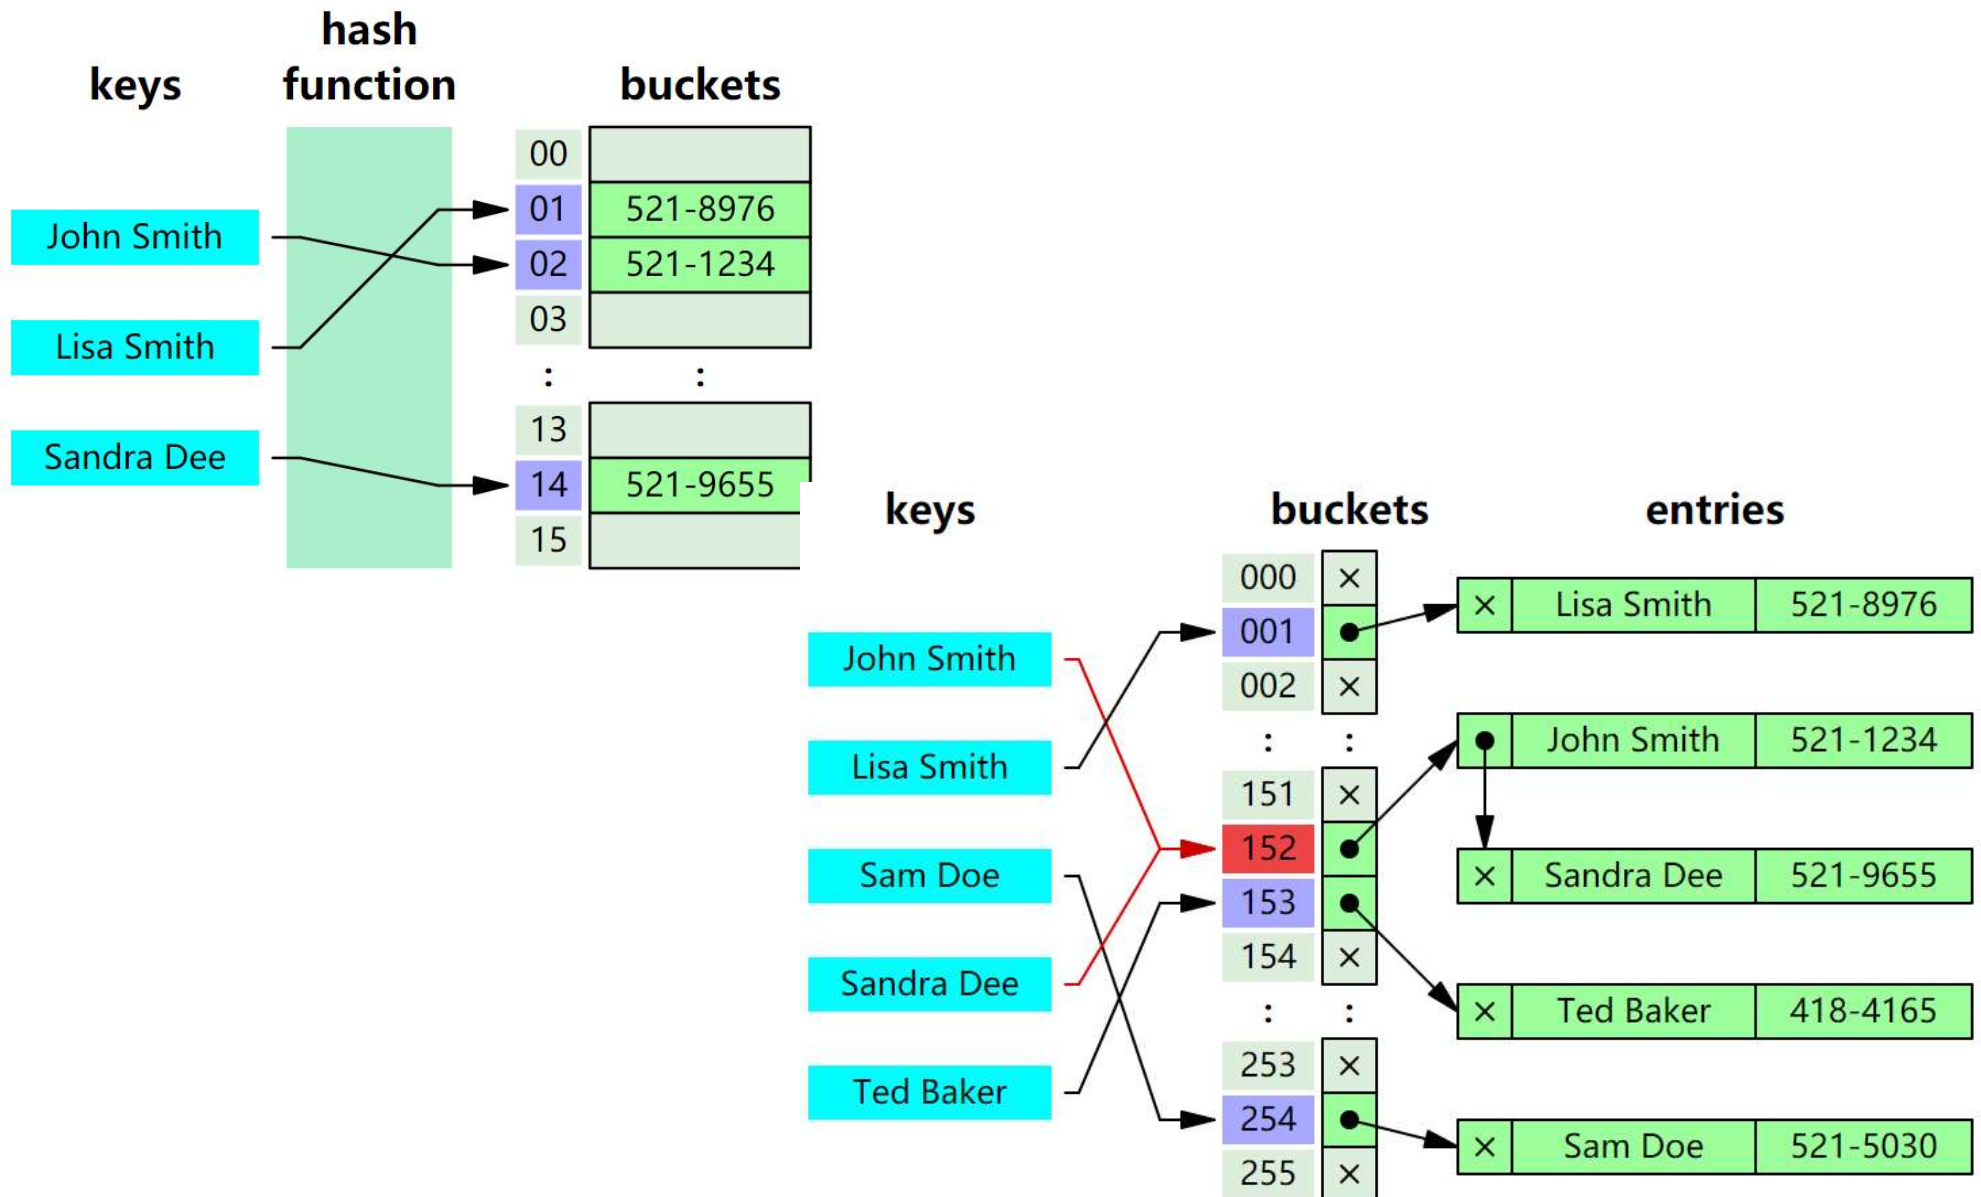 hash
keys function buckets
00
01 521-8976
John Smith
02 521-1234
03
Lisa Smith
: :
13
Sandra Dee
14 521-9655
15
keys buckets entries
000 ×
× Lisa Smith 521-8976
001
John Smith
002 ×
: :
John Smith 521-1234
Lisa Smith
151 ×
152
Sam Doe
× Sandra Dee 521-9655
153
154 ×
Sandra Dee
: :
× Ted Baker 418-4165
253 ×
Ted Baker
254
× Sam Doe 521-5030
255 ×